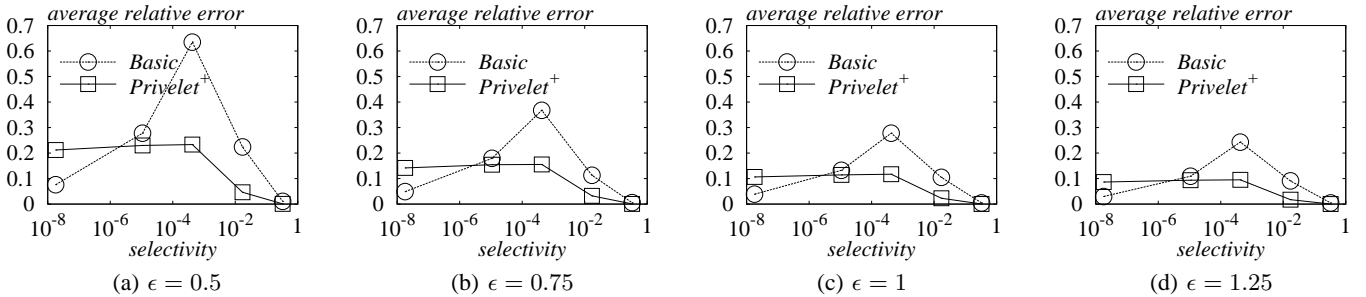 average relative error
0.7
0.6
0.5
0.4
0.3
0.2
0.1
0
Basic
Privelet+
10-8 10-6 10-4 10-2 1
selectivity
(a) ϵ = 0.5
average relative error
0.7
0.6
0.5
0.4
0.3
0.2
0.1
0
Basic
Privelet+
10-8 10-6 10-4 10-2 1
selectivity
(b) ϵ = 0.75
average relative error
0.7
0.6
0.5
0.4
0.3
0.2
0.1
0
Basic
Privelet+
10-8 10-6 10-4 10-2 1
selectivity
(c) ϵ = 1
average relative error
0.7
0.6
0.5
0.4
0.3
0.2
0.1
0
Basic
Privelet+
10-8 10-6 10-4 10-2 1
selectivity
(d) ϵ = 1.25